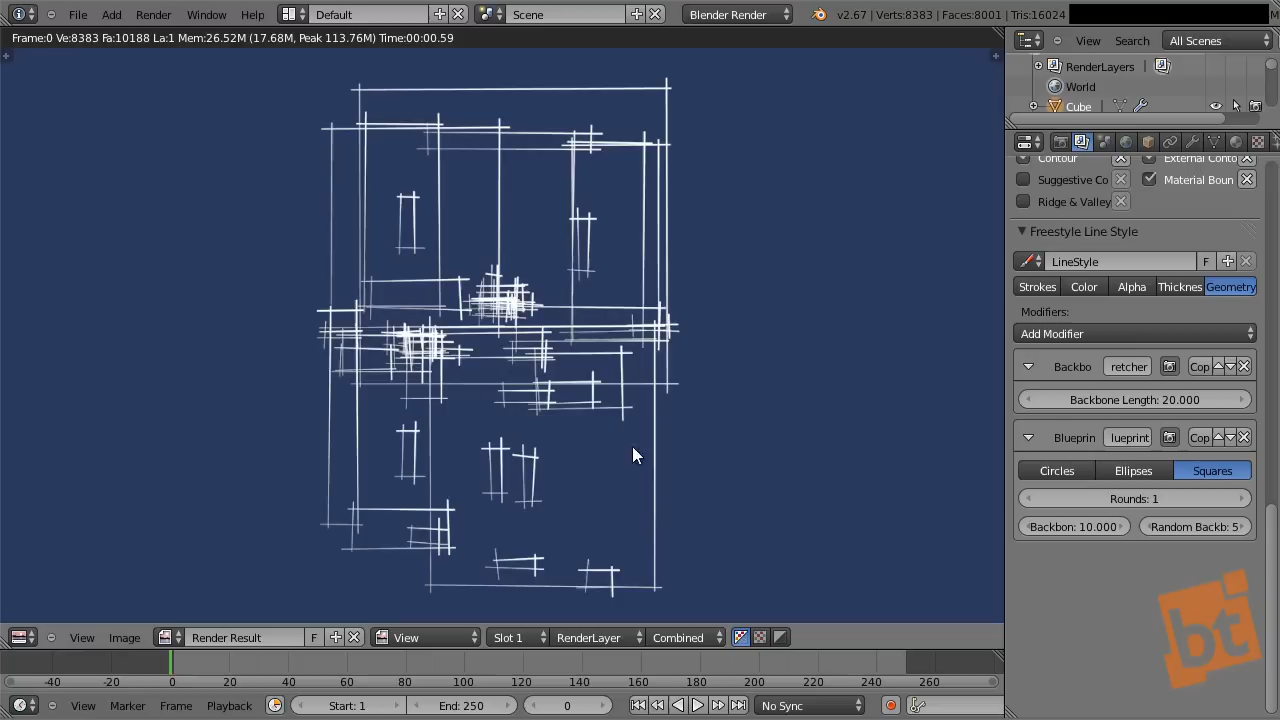 File Add Render Window Help Default Scene Blender Render v2.67 | Verts:8383 | Faces:8001 | Tris:16024
Frame:0 Ve:8383 Fa:10188 La:1 Mem:26.52M (17.68M, Peak 113.76M) Time:00:00.59
View Search All Scenes
RenderLayers
World
Cube
Contour External Conto
Suggestive Co Material Boun
Ridge & Valley
Freestyle Line Style
LineStyle F
Strokes Color Alpha Thicknes Geometry
Modifiers:
Add Modifier
Backbo retcher Cop
Backbone Length: 20.000
Blueprin lueprint Cop
Circles Ellipses Squares
Rounds: 1
Backbon: 10.000 Random Backb: 5
bt
View Image Render Result F View Slot 1 RenderLayer Combined
-40 -20 0 20 40 60 80 100 120 140 160 180 200 220 240 260
View Marker Frame Playback Start: 1 End: 250 0 No Sync